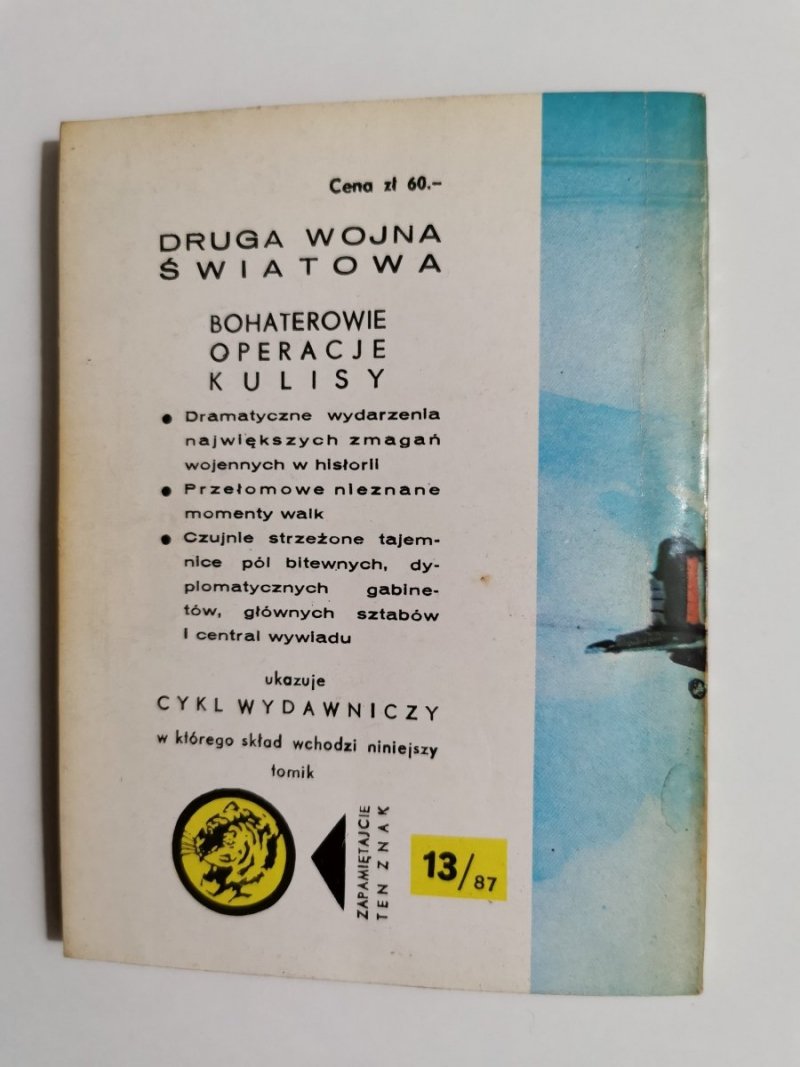 Cena zł 60.-
DRUGA WOJNA
ŚWIATOWA
BOHATEROWIE
OPERACJE
KULISY
● Dramatyczne wydarzenia
największych zmagań
wojennych w historii
● Przełomowe nieznane
momenty walk
● Czujnie strzeżone tajem-
nice pól bitewnych, dy-
plomatycznych gabine-
tów, głównych sztabów
i central wywiadu
ukazuje
CYKL WYDAWNICZY
w którego skład wchodzi niniejszy
tomik
ZAPAMIĘTAJCIE
TEN ZNAK
13/87